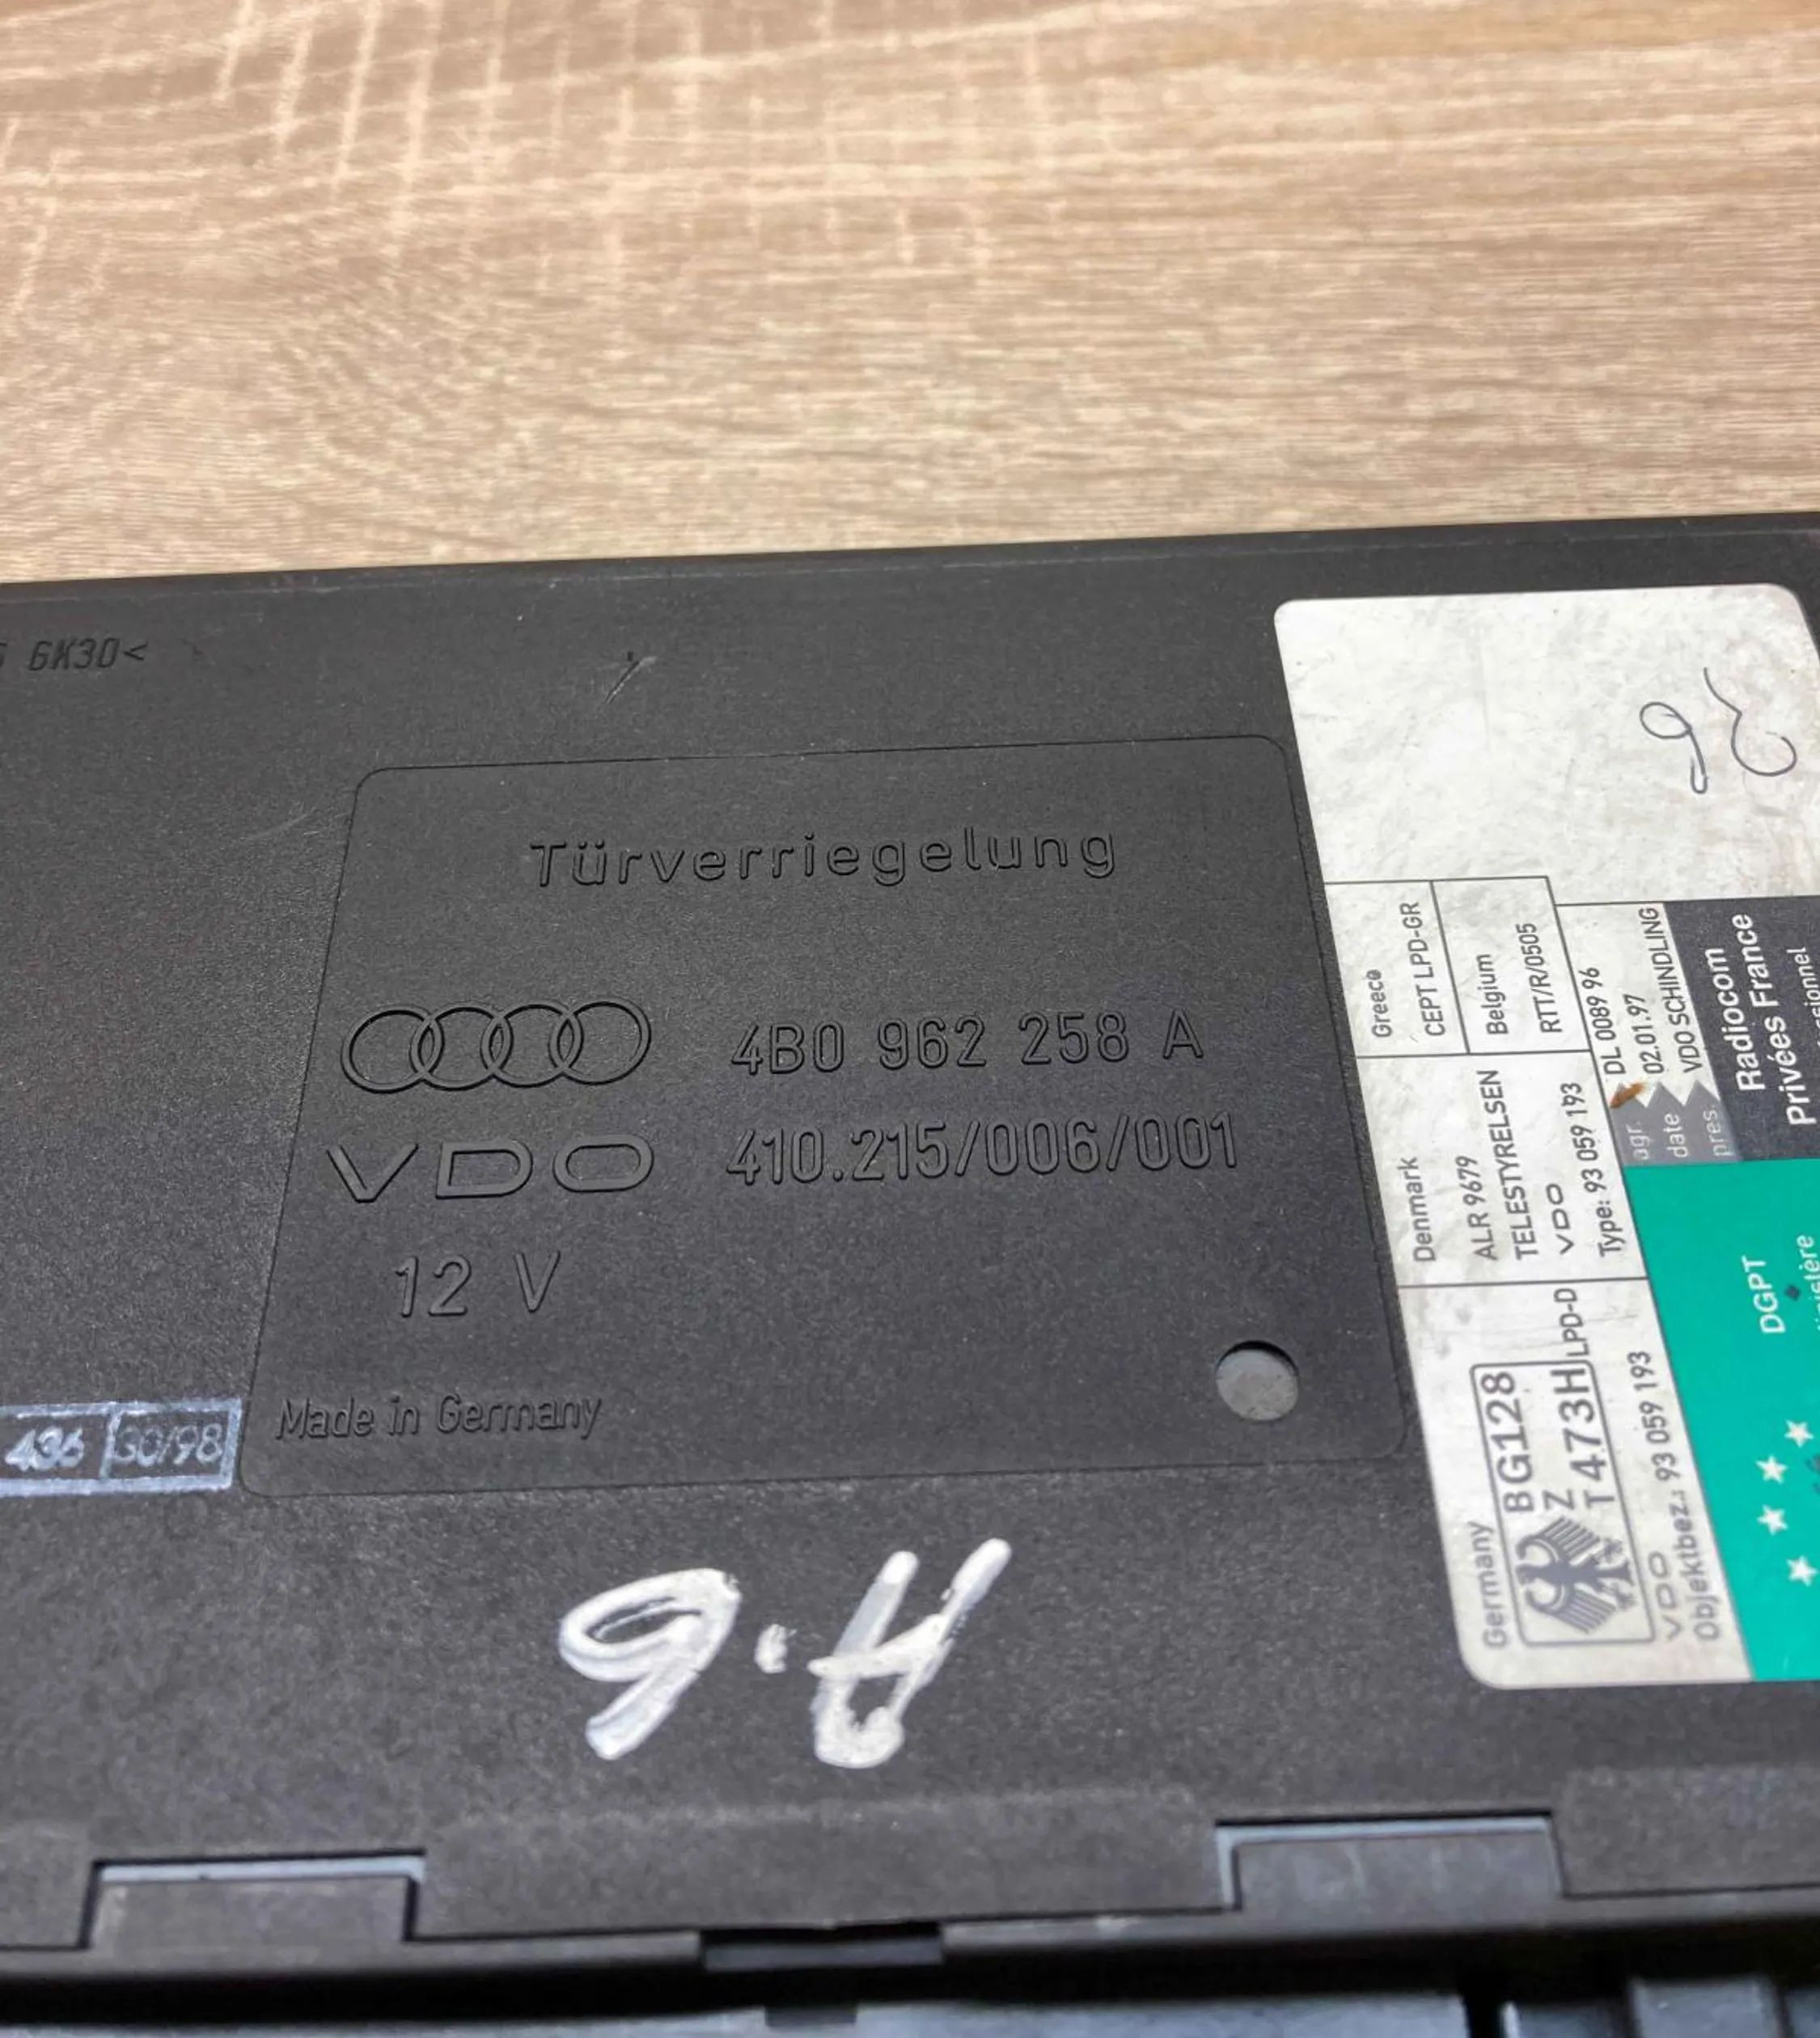 6K30<
Türverriegelung
4B0 962 258 A
VDO 410.215/006/001
12 V
Made in Germany
436 30/98
A.6
Greece
CEPT LPD-GR
Belgium
RTT/R/0505
DL 0089 96
02.01.97
VDO SCHINDLING
agr.
date
pres.
Radiocom
Privées France
Denmark
ALR 9679
TELESTYRELSEN
VDO
Type: 93 059 193
DGPT
Germany
BG128
Z
T473H LPD-D
VDO
Objektbez.: 93 059 193